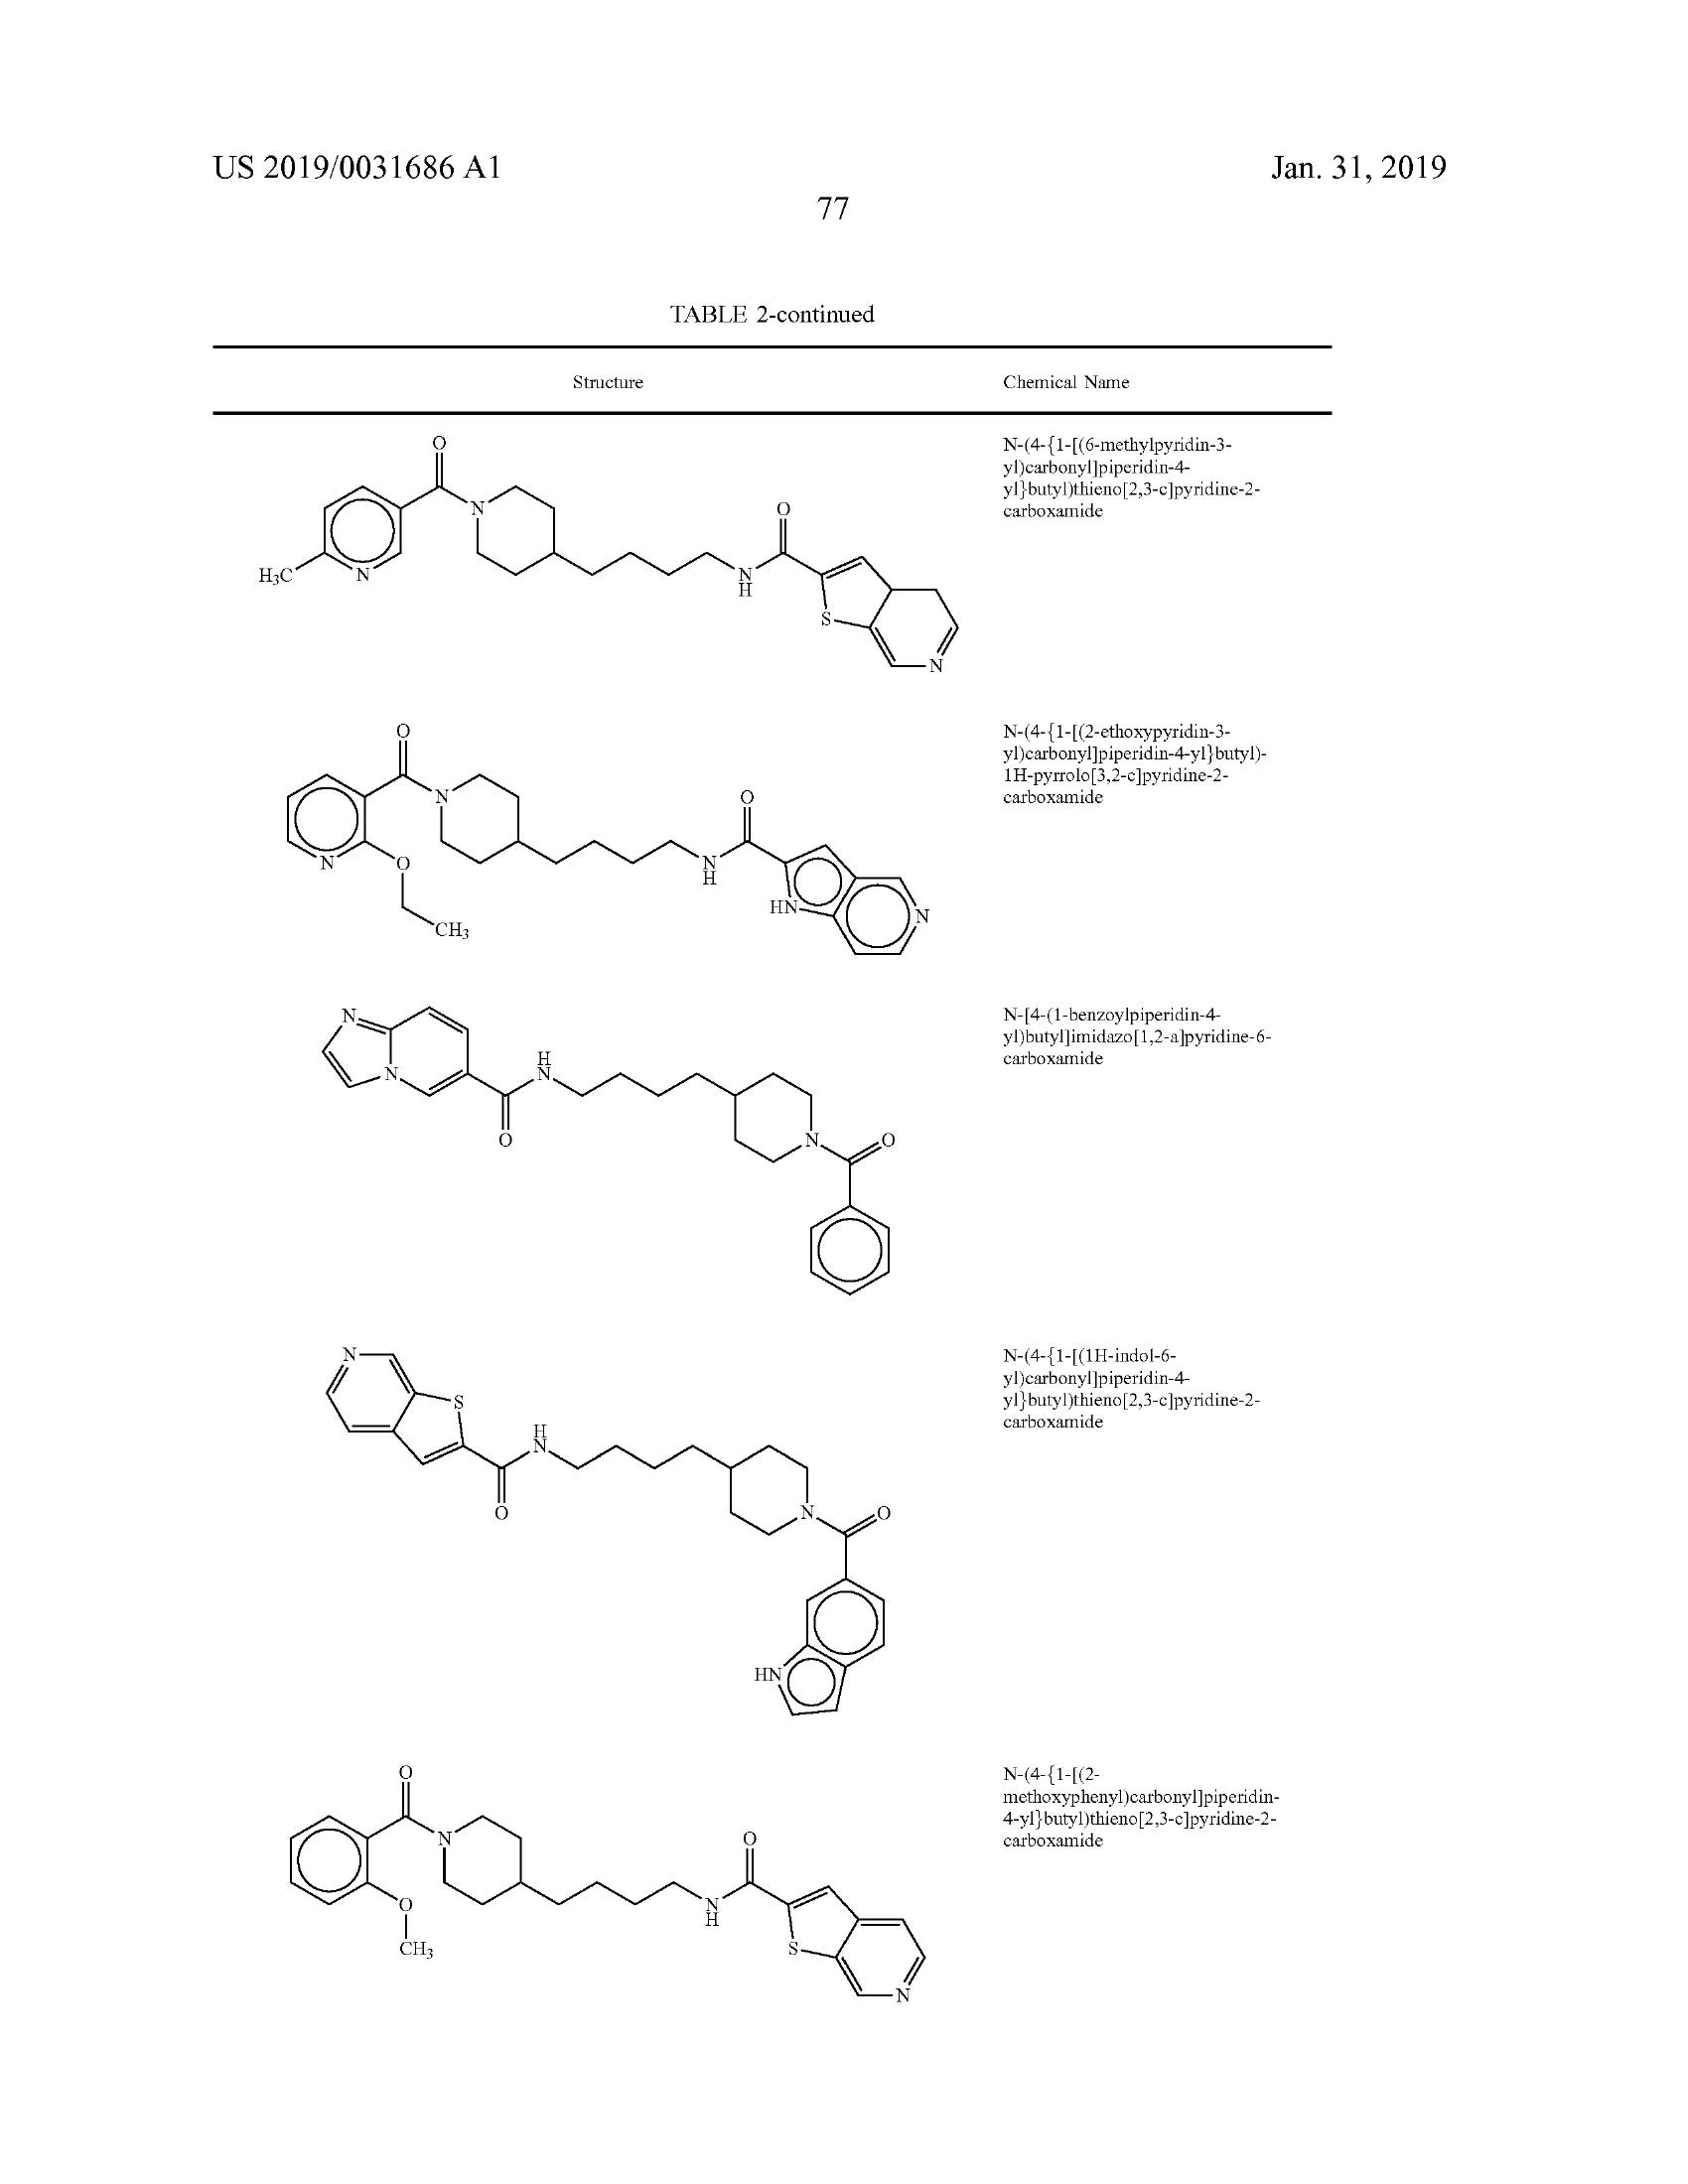 US 2019/0031686 A1
Jan. 31, 2019
77
TABLE 2-continued
Structure
Chemical Name
O
N
O
H₃C
N
N
H
S
N
N-(4-{1-[(6-methylpyridin-3-
yl)carbonyl]piperidin-4-
yl}butyl)thieno[2,3-c]pyridine-2-
carboxamide
O
N
O
N
O
N
H
HN
N
CH₃
N-(4-{1-[(2-ethoxypyridin-3-
yl)carbonyl]piperidin-4-yl}butyl)-
1H-pyrrolo[3,2-c]pyridine-2-
carboxamide
N
H
N
N
O
N
O
N-[4-(1-benzoylpiperidin-4-
yl)butyl]imidazo[1,2-a]pyridine-6-
carboxamide
N
S
H
N
O
N
O
HN
N-(4-{1-[(1H-indol-6-
yl)carbonyl]piperidin-4-
yl}butyl)thieno[2,3-c]pyridine-2-
carboxamide
O
N
O
O
N
H
CH₃
S
N
N-(4-{1-[(2-
methoxyphenyl)carbonyl]piperidin-
4-yl}butyl)thieno[2,3-c]pyridine-2-
carboxamide